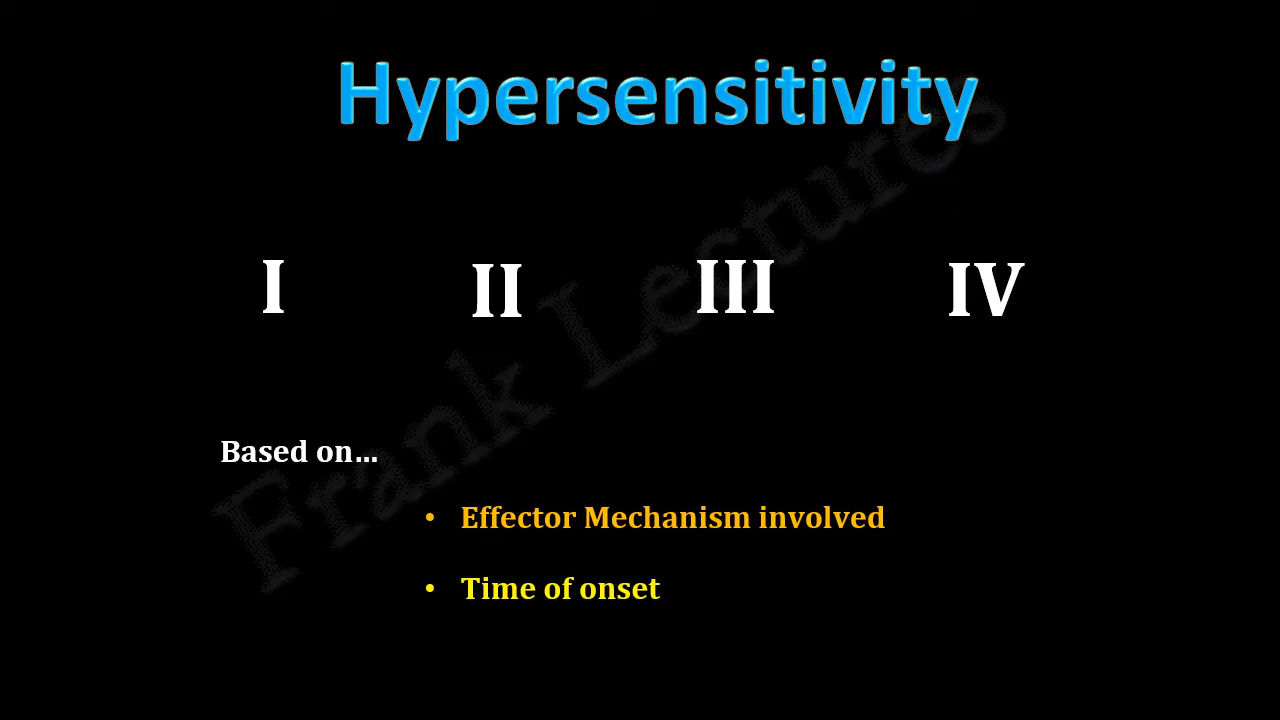 Hypersensitivity
I II III IV
Based on...
• Effector Mechanism involved
• Time of onset
Frank Lectures